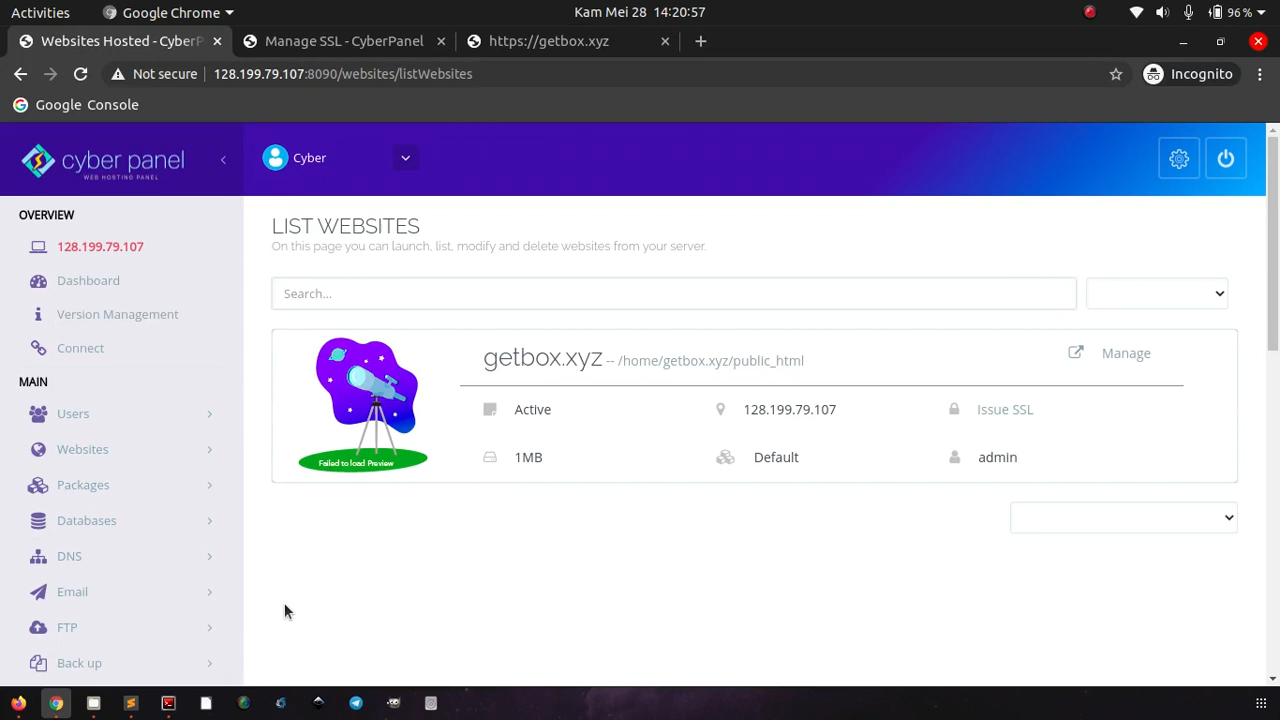 Activities Google Chrome Kam Mei 28 14:20:57 96%
Websites Hosted - CyberP Manage SSL - CyberPanel https://getbox.xyz
Not secure 128.199.79.107:8090/websites/listWebsites Incognito
Google Console
cyber panel
WEB HOSTING PANEL
Cyber
OVERVIEW
128.199.79.107
Dashboard
Version Management
Connect
MAIN
Users
Websites
Packages
Databases
DNS
Email
FTP
Back up
LIST WEBSITES
On this page you can launch, list, modify and delete websites from your server.
Search...
getbox.xyz -- /home/getbox.xyz/public_html Manage
Active 128.199.79.107 Issue SSL
1MB Default admin
Failed to load Preview